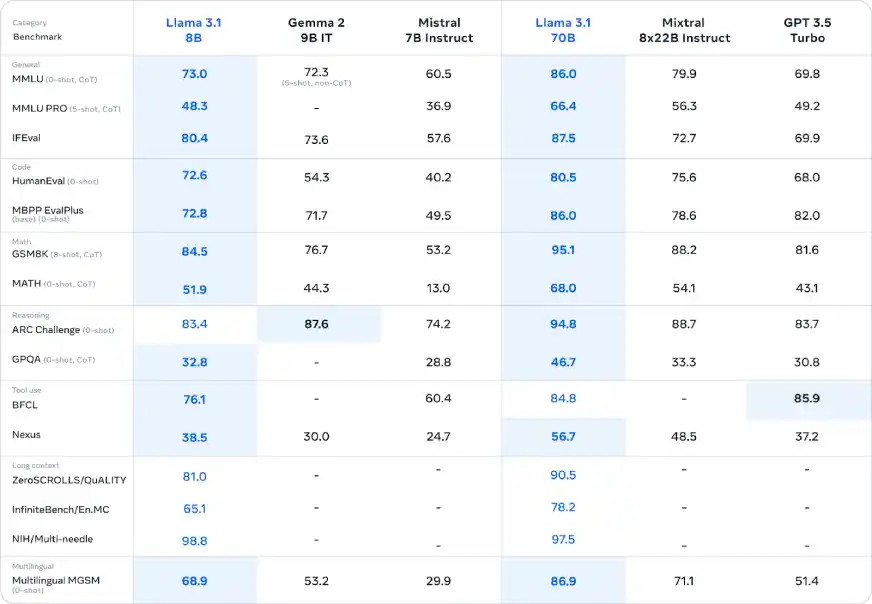 Category
Benchmark
Llama 3.1
8B
Gemma 2
9B IT
Mistral
7B Instruct
Llama 3.1
70B
Mixtral
8x22B Instruct
GPT 3.5
Turbo
General
MMLU (0-shot, CoT) 73.0 72.3 60.5 86.0 79.9 69.8
(5-shot, non-CoT)
MMLU PRO (5-shot, CoT) 48.3 - 36.9 66.4 56.3 49.2
IFEval 80.4 73.6 57.6 87.5 72.7 69.9
Code
HumanEval (0-shot) 72.6 54.3 40.2 80.5 75.6 68.0
MBPP EvalPlus 72.8 71.7 49.5 86.0 78.6 82.0
(base) (0-shot)
Math
GSM8K (8-shot, CoT) 84.5 76.7 53.2 95.1 88.2 81.6
MATH (0-shot, CoT) 51.9 44.3 13.0 68.0 54.1 43.1
Reasoning
ARC Challenge (0-shot) 83.4 87.6 74.2 94.8 88.7 83.7
GPQA (0-shot, CoT) 32.8 - 28.8 46.7 33.3 30.8
Tool use
BFCL 76.1 - 60.4 84.8 - 85.9
Nexus 38.5 30.0 24.7 56.7 48.5 37.2
Long context
ZeroSCROLLS/QuALITY 81.0 - - 90.5 - -
InfiniteBench/En.MC 65.1 - - 78.2 - -
NIH/Multi-needle 98.8 - - 97.5 - -
Multilingual
Multilingual MGSM 68.9 53.2 29.9 86.9 71.1 51.4
(0-shot)